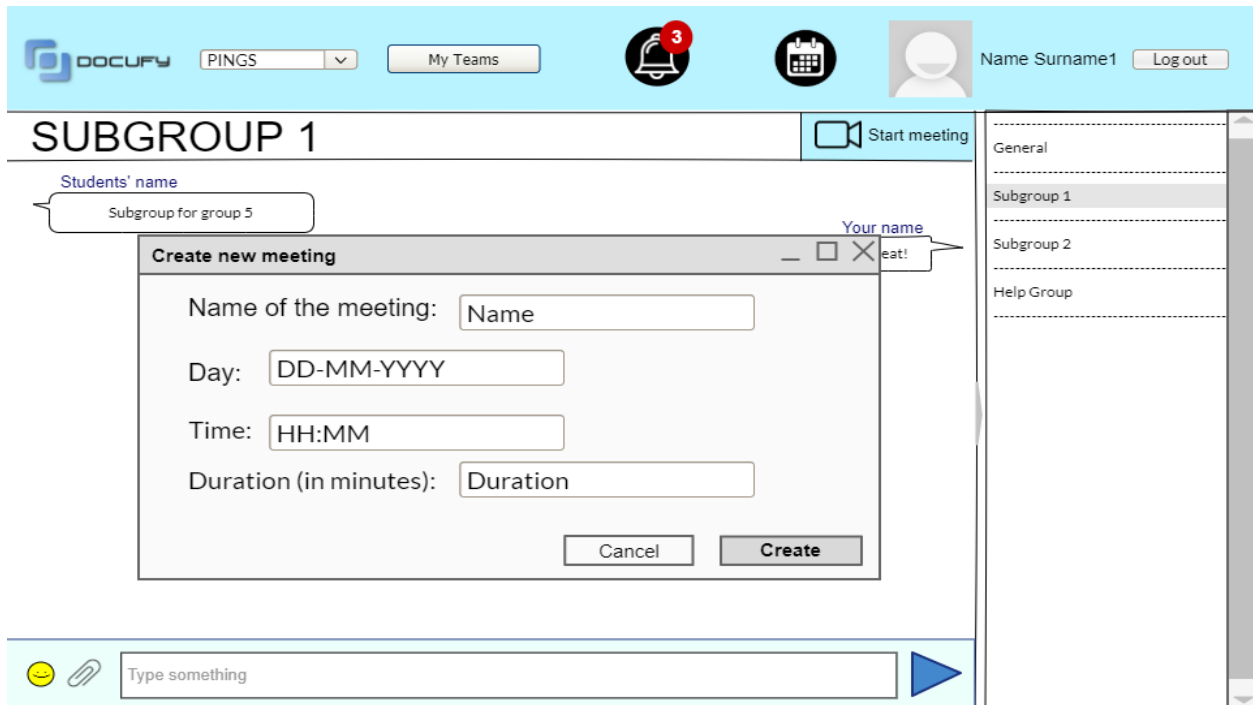 DOCUFY
PINGS
My Teams
3
Name Surname1
Log out
SUBGROUP 1
Start meeting
Students' name
Subgroup for group 5
Your name
eat!
Create new meeting
Name of the meeting: Name
Day: DD-MM-YYYY
Time: HH:MM
Duration (in minutes): Duration
Cancel
Create
Type something
General
Subgroup 1
Subgroup 2
Help Group